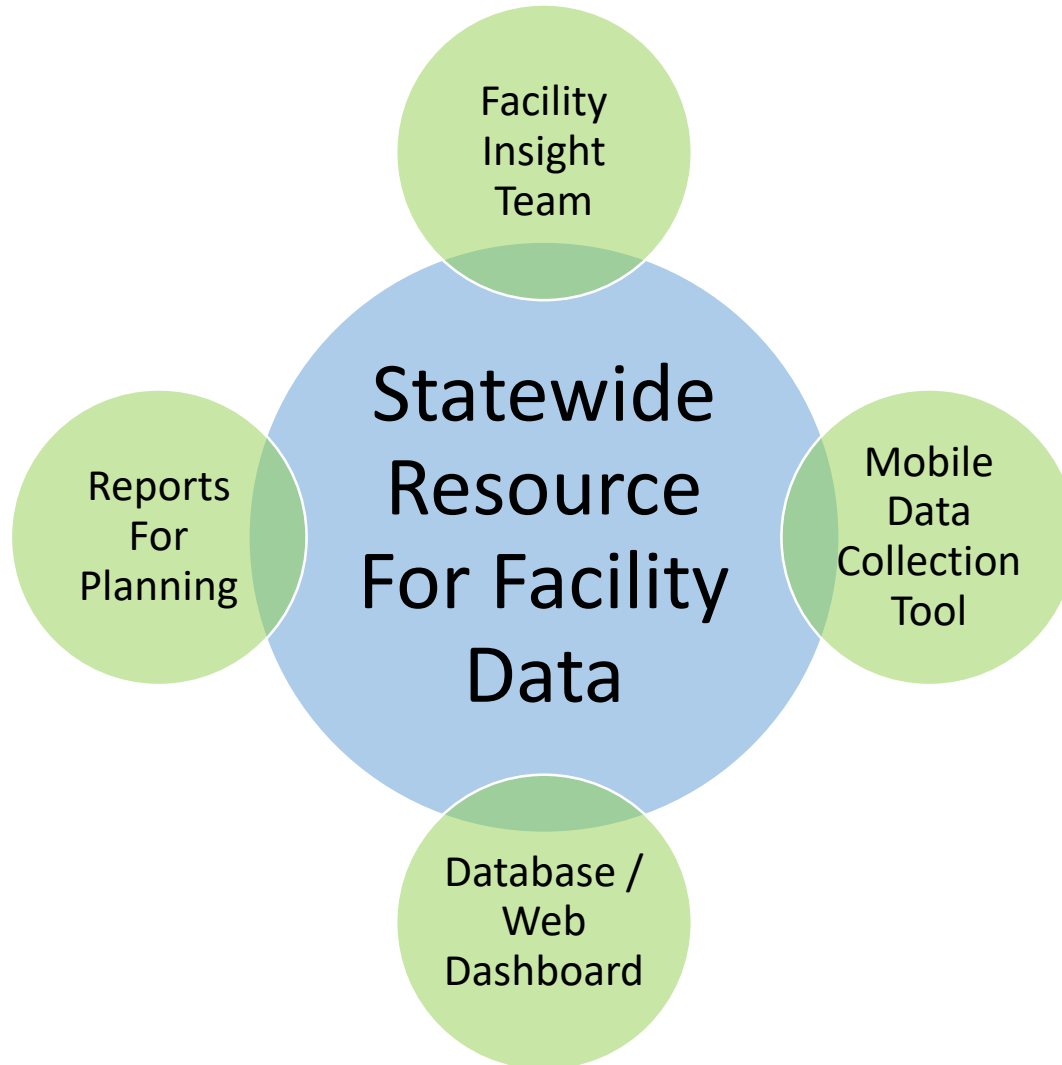 Facility
Insight
Team
Statewide
Resource
For Facility
Data
Reports
For
Planning
Mobile
Data
Collection
Tool
Database /
Web
Dashboard